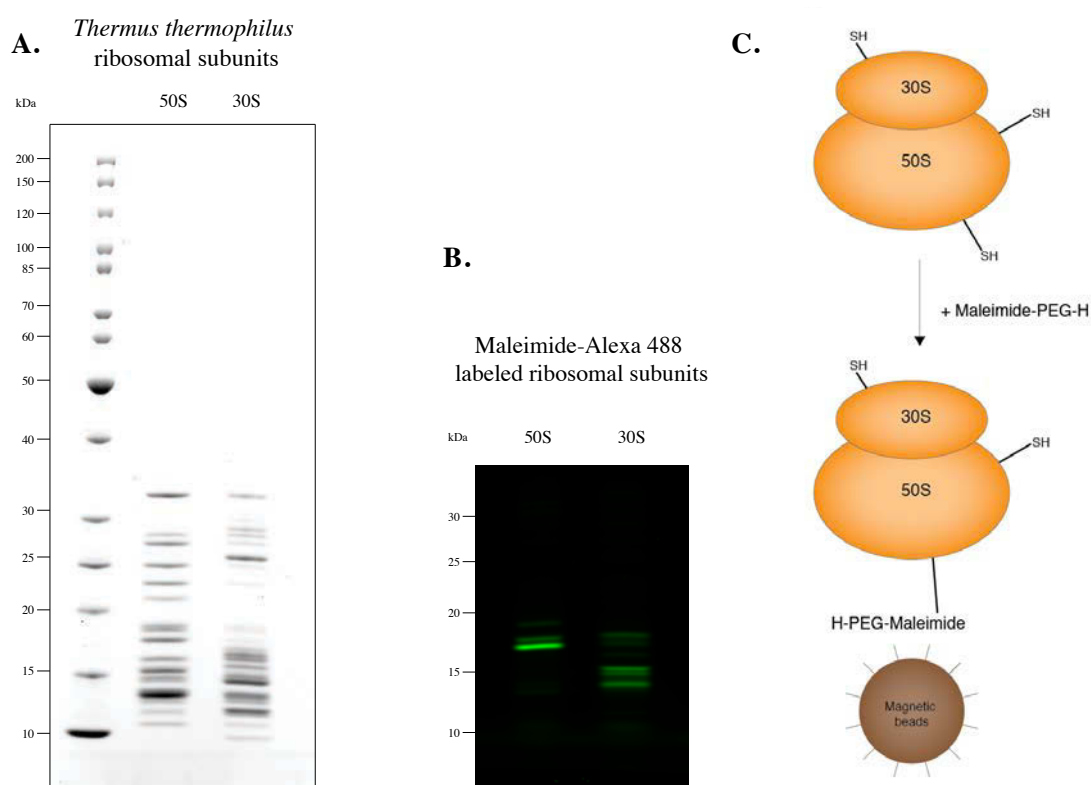 A.
Thermus thermophilus
ribosomal subunits
kDa
50S
30S
200
150
120
100
85
70
60
50
40
30
25
20
15
10
B.
Maleimide-Alexa 488
labeled ribosomal subunits
kDa
50S
30S
30
25
20
15
10
C.
SH
30S
SH
50S
SH
+ Maleimide-PEG-H
SH
30S
SH
50S
H-PEG-Maleimide
Magnetic
beads